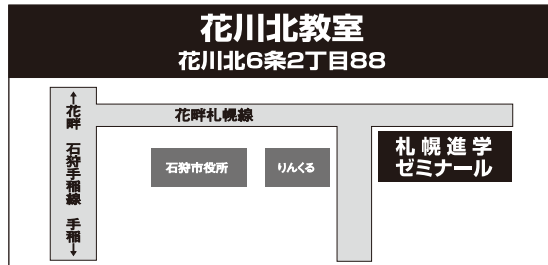 花川北教室
花川北6条2丁目88
↑花畔 石狩手稲線 手稲↓
花畔札幌線
石狩市役所
りんくる
札幌進学
ゼミナール